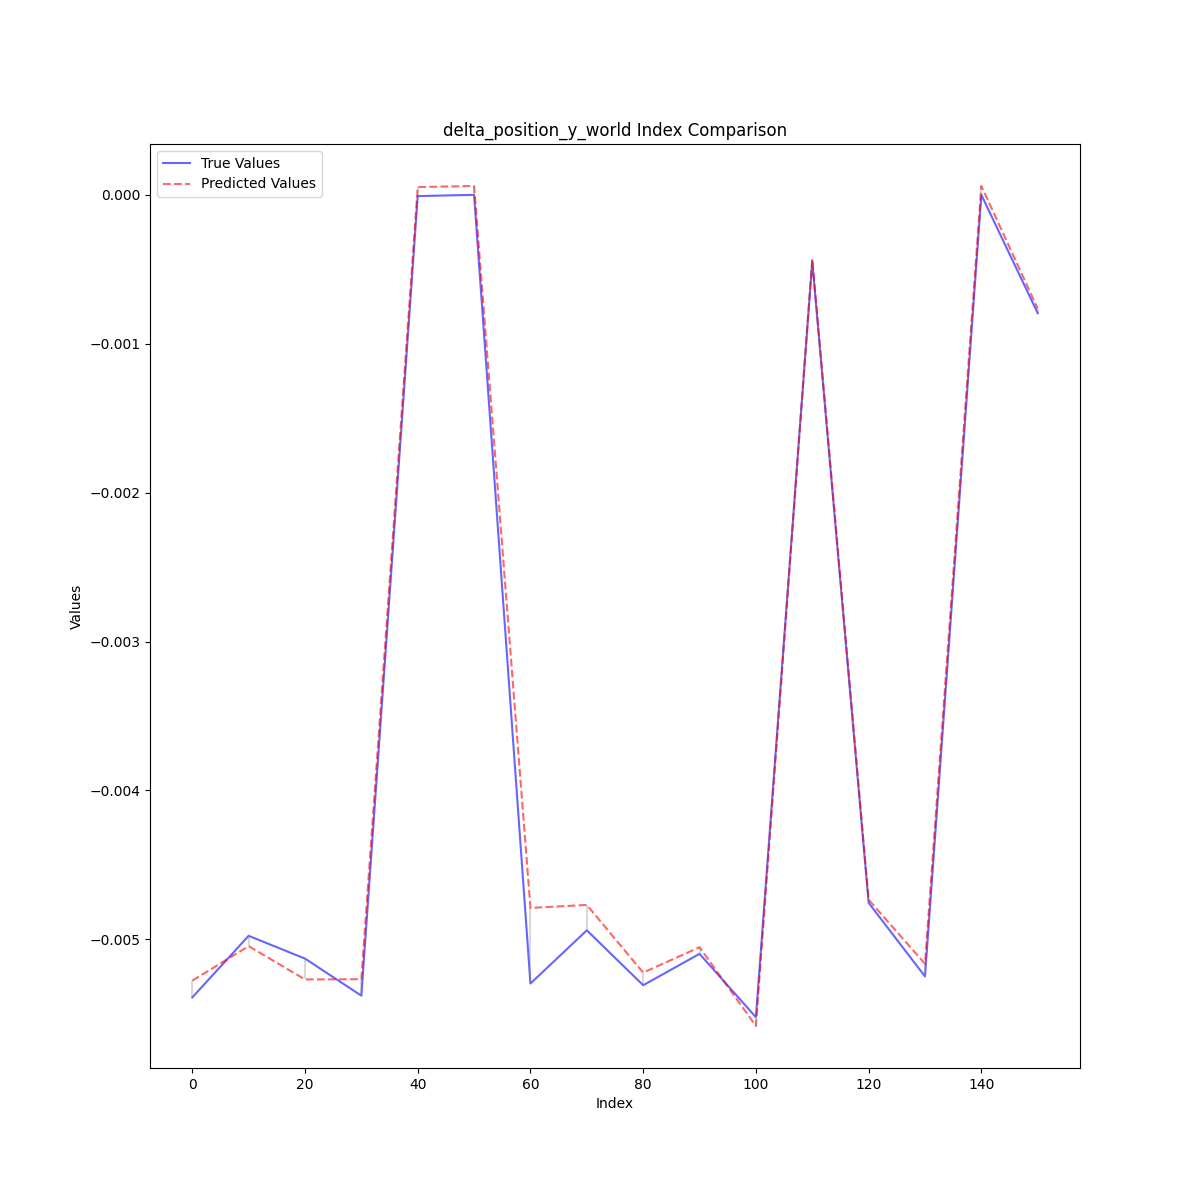 delta_position_y_world Index Comparison
True Values
Predicted Values
0.000
−0.001
−0.002
−0.003
−0.004
−0.005
Values
0 20 40 60 80 100 120 140
Index